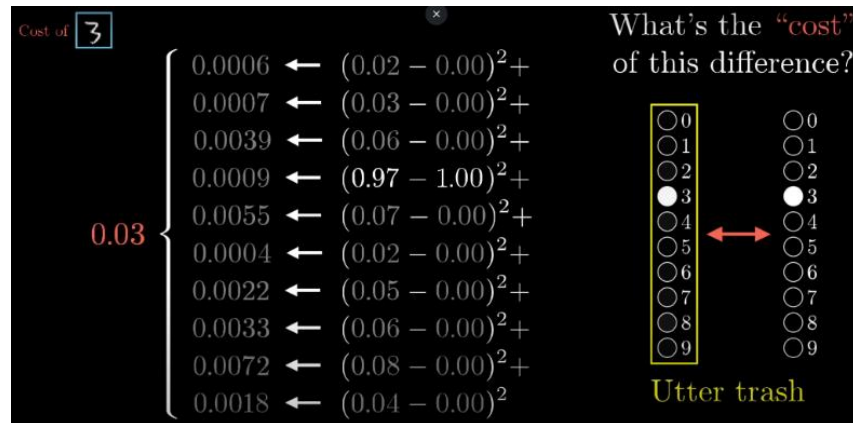 Cost of 3
What's the “cost”
of this difference?
0.0006 ← (0.02 − 0.00)²+
0.0007 ← (0.03 − 0.00)²+
0.0039 ← (0.06 − 0.00)²+
0.0009 ← (0.97 − 1.00)²+
0.0055 ← (0.07 − 0.00)²+
0.0004 ← (0.02 − 0.00)²+
0.0022 ← (0.05 − 0.00)²+
0.0033 ← (0.06 − 0.00)²+
0.0072 ← (0.08 − 0.00)²+
0.0018 ← (0.04 − 0.00)²
0.03
0 0
1 1
2 2
3 3
4 4
5 5
6 6
7 7
8 8
9 9
Utter trash